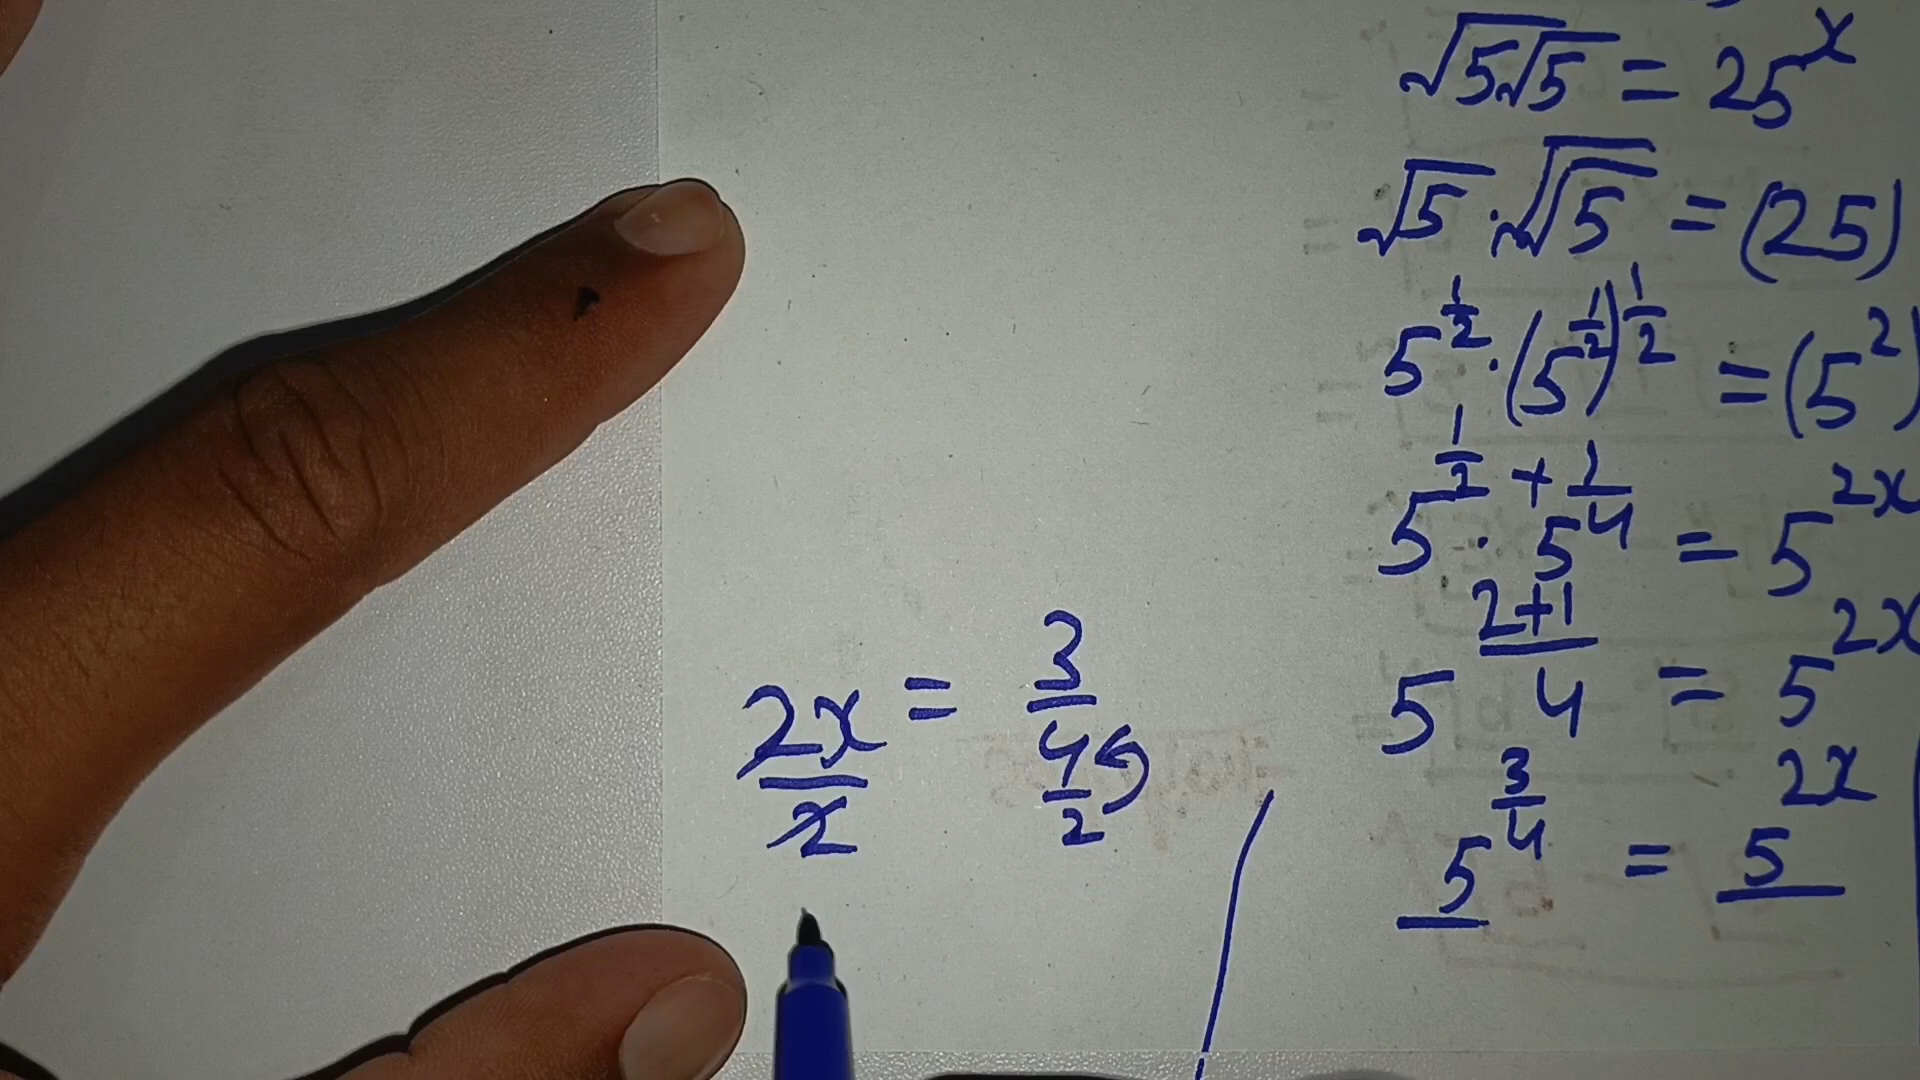 √5√5 = 25^x
√5 · √√5 = (25)
5^1/2 · (5^1/2)^1/2 = (5^2)
5^1/2 · + 5^1/4 = 5^2x
5^2+1/4 = 5^2x
5^3/4 = 5^2x
2x/2 = 3/4/2